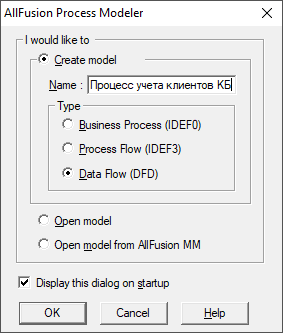 AllFusion Process Modeler
I would like to
Create model
Name : Процесс учета клиентов КБ
Type
Business Process (IDEF0)
Process Flow (IDEF3)
Data Flow (DFD)
Open model
Open model from AllFusion MM
Display this dialog on startup
OK Cancel Help